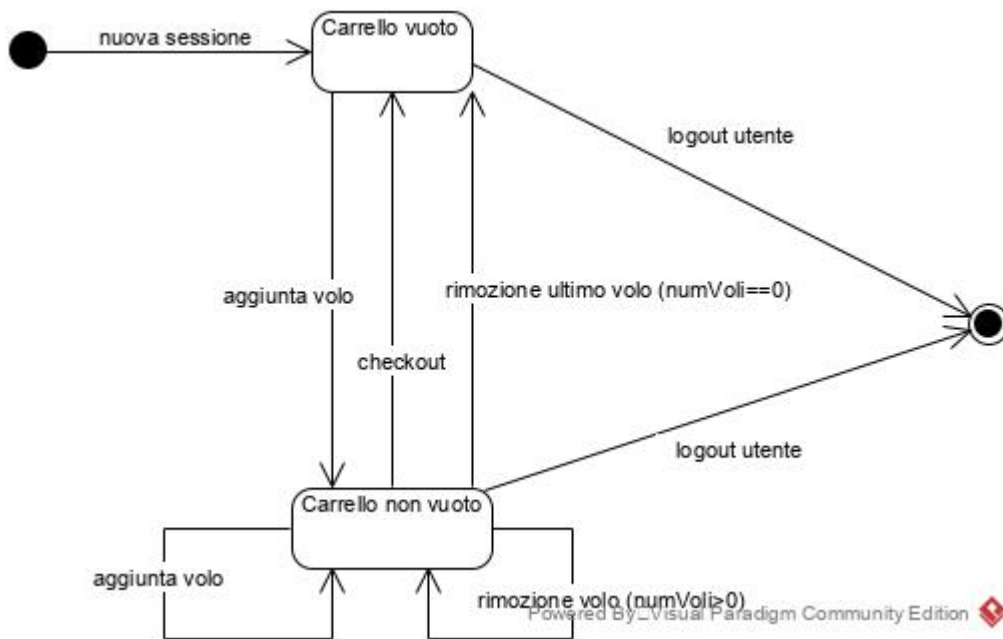 Carrello vuoto
nuova sessione
logout utente
aggiunta volo
rimozione ultimo volo (numVoli==0)
checkout
logout utente
Carrello non vuoto
aggiunta volo
rimozione volo (numVoli>0)
Powered By Visual Paradigm Community Edition